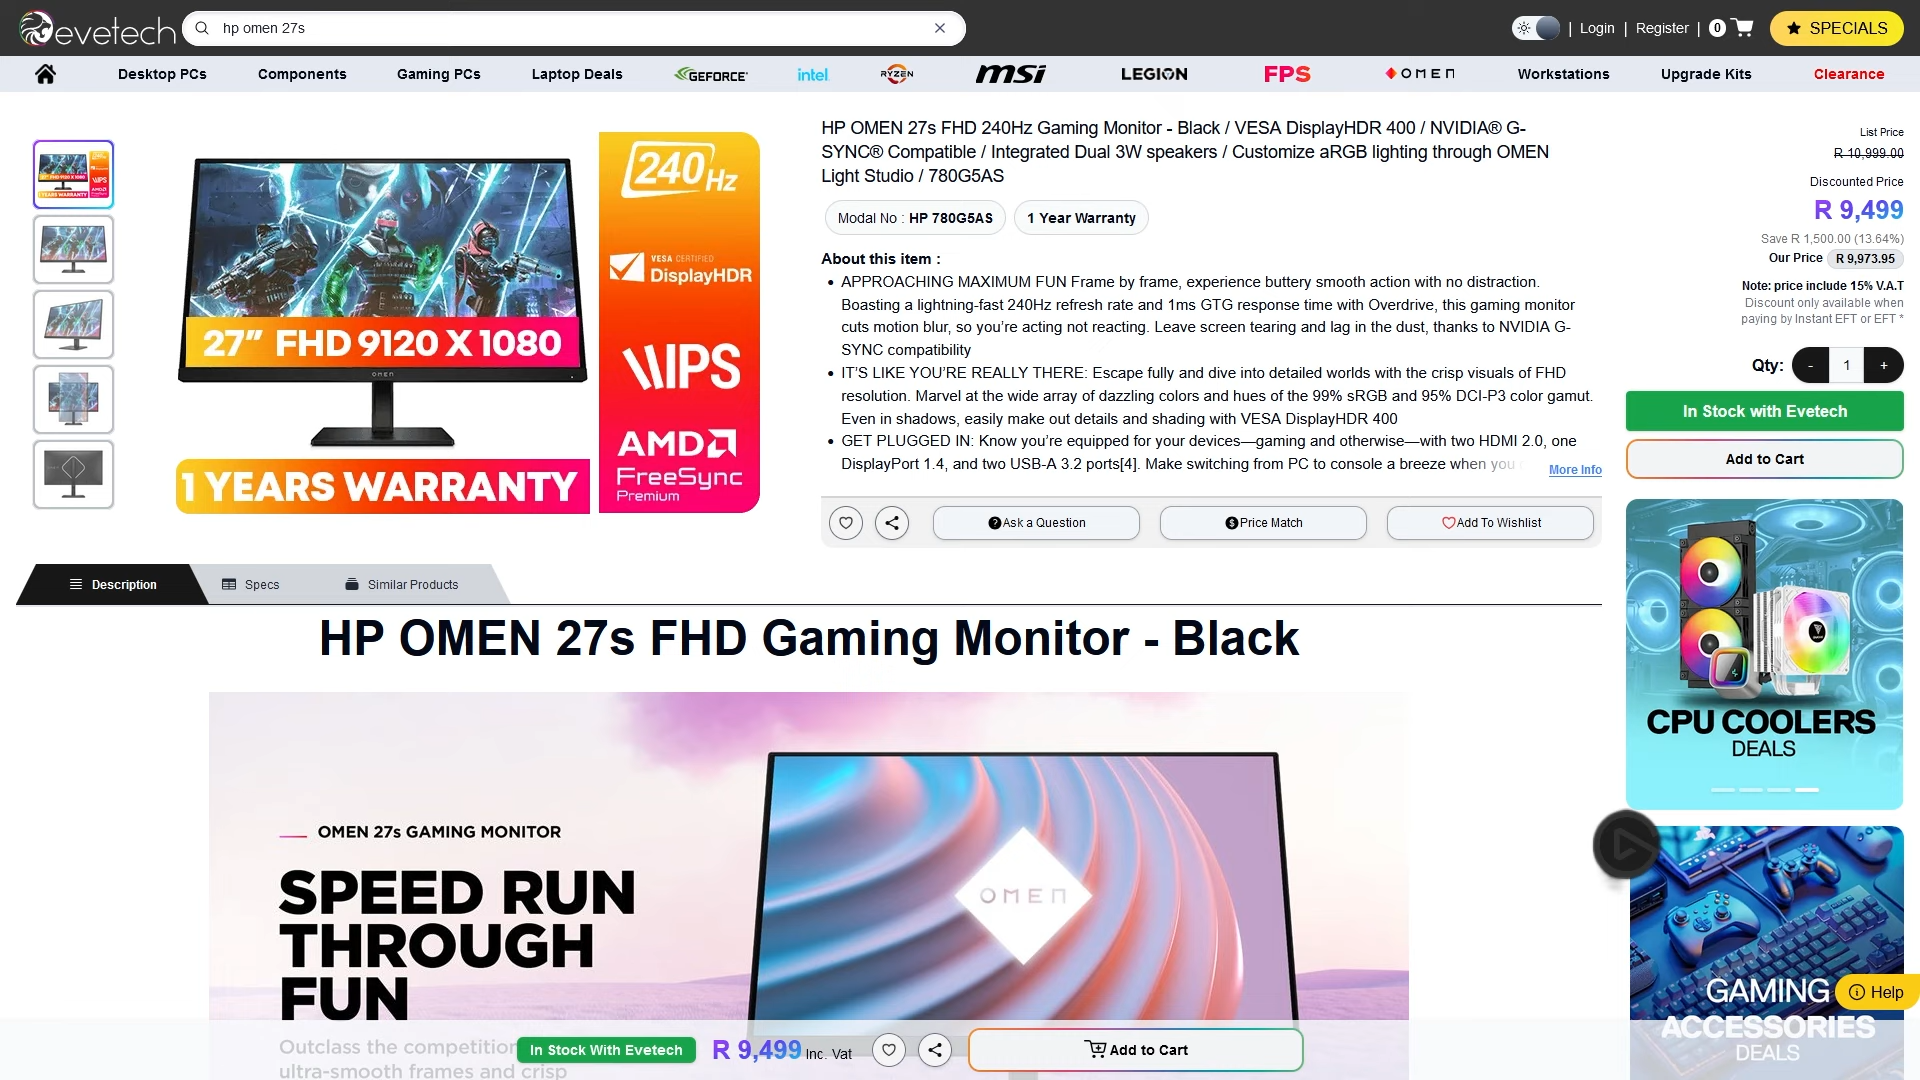 evetech
hp omen 27s
Login
Register
0
SPECIALS
Desktop PCs
Components
Gaming PCs
Laptop Deals
GEFORCE
intel
RYZEN
msi
LEGION
FPS
OMEN
Workstations
Upgrade Kits
Clearance
240Hz
VESA CERTIFIED
DisplayHDR
IPS
AMD
FreeSync
Premium
27” FHD 9120 X 1080
OMEN
1 YEARS WARRANTY
HP OMEN 27s FHD 240Hz Gaming Monitor - Black / VESA DisplayHDR 400 / NVIDIA® G-
SYNC® Compatible / Integrated Dual 3W speakers / Customize aRGB lighting through OMEN
Light Studio / 780G5AS
Modal No : HP 780G5AS
1 Year Warranty
About this item :
• APPROACHING MAXIMUM FUN Frame by frame, experience buttery smooth action with no distraction.
Boasting a lightning-fast 240Hz refresh rate and 1ms GTG response time with Overdrive, this gaming monitor
cuts motion blur, so you’re acting not reacting. Leave screen tearing and lag in the dust, thanks to NVIDIA G-
SYNC compatibility
• IT’S LIKE YOU’RE REALLY THERE: Escape fully and dive into detailed worlds with the crisp visuals of FHD
resolution. Marvel at the wide array of dazzling colors and hues of the 99% sRGB and 95% DCI-P3 color gamut.
Even in shadows, easily make out details and shading with VESA DisplayHDR 400
• GET PLUGGED IN: Know you’re equipped for your devices—gaming and otherwise—with two HDMI 2.0, one
DisplayPort 1.4, and two USB-A 3.2 ports[4]. Make switching from PC to console a breeze when you
More Info
Ask a Question
Price Match
Add To Wishlist
List Price
R 10,999.00
Discounted Price
R 9,499
Save R 1,500.00 (13.64%)
Our Price R 9,973.95
Note: price include 15% V.A.T
Discount only available when
paying by Instant EFT or EFT *
Qty: - 1 +
In Stock with Evetech
Add to Cart
CPU COOLERS
DEALS
Description
Specs
Similar Products
HP OMEN 27s FHD Gaming Monitor - Black
OMEN 27s GAMING MONITOR
SPEED RUN
THROUGH
FUN
Outclass the competition
ultra-smooth frames and crisp
OMEN
GAMING
ACCESSORIES
DEALS
Help
In Stock With Evetech
R 9,499 Inc. Vat
Add to Cart